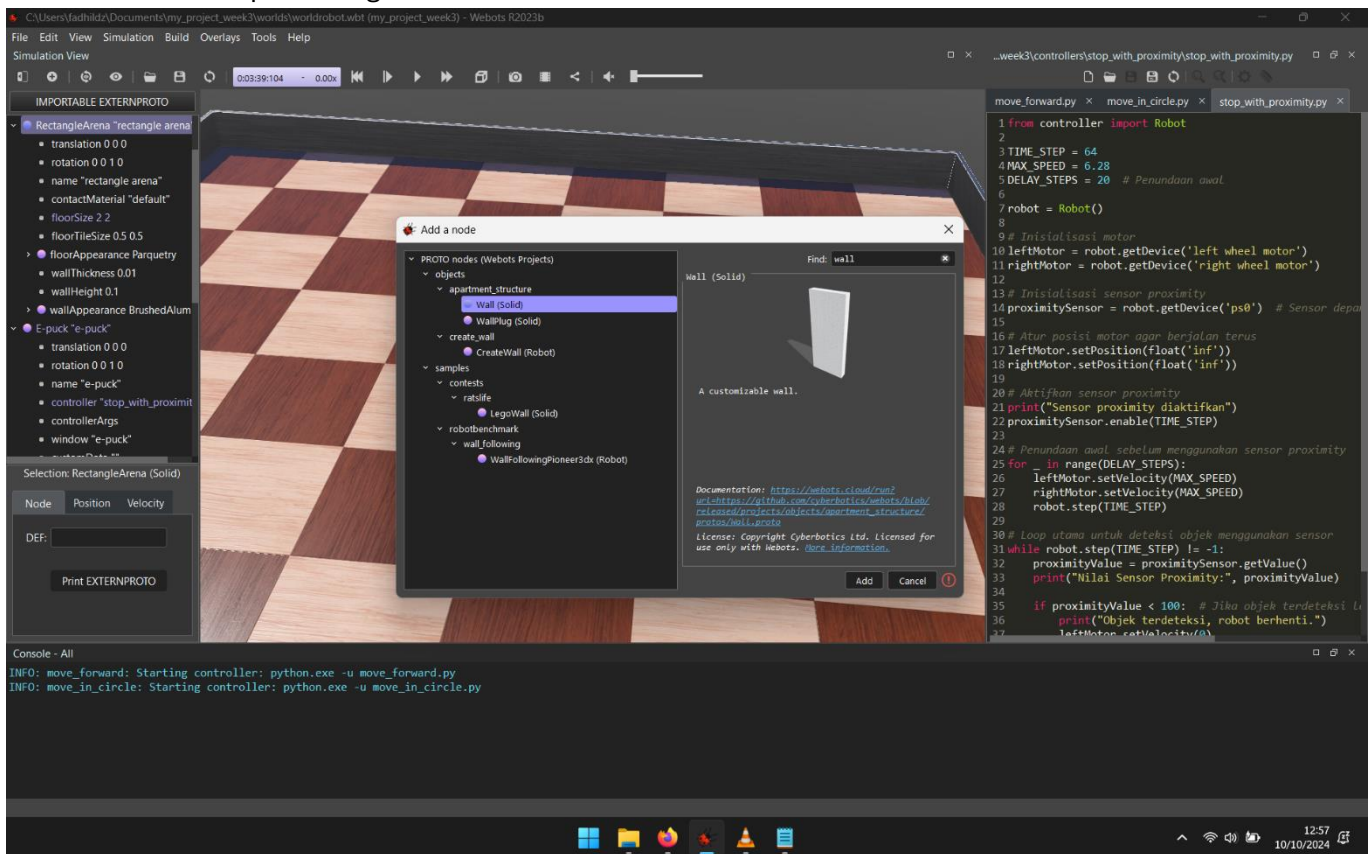 C:\Users\fadhildz\Documents\my_project_week3\worlds\worldrobot.wbt (my_project_week3) - Webots R2023b
File Edit View Simulation Build Overlays Tools Help
Simulation View
0:03:39:104 - 0.00x
IMPORTABLE EXTERNPROTO
RectangleArena "rectangle arena"
translation 0 0 0
rotation 0 0 1 0
name "rectangle arena"
contactMaterial "default"
floorSize 2 2
floorTileSize 0.5 0.5
floorAppearance Parquetry
wallThickness 0.01
wallHeight 0.1
wallAppearance BrushedAlum
E-puck "e-puck"
translation 0 0 0
rotation 0 0 1 0
name "e-puck"
controller "stop_with_proximit
controllerArgs
window "e-puck"
customData ""
Selection: RectangleArena (Solid)
Node Position Velocity
DEF:
Print EXTERNPROTO
Add a node
PROTO nodes (Webots Projects)
objects
apartment_structure
Wall (Solid)
WallPlug (Solid)
create_wall
CreateWall (Robot)
samples
contests
ratslife
LegoWall (Solid)
robotbenchmark
wall_following
WallFollowingPioneer3dx (Robot)
Find: wall
Wall (Solid)
A customizable wall.
Documentation: https://webots.cloud/run?
url=https://github.com/cyberbotics/webots/blob/
released/projects/objects/apartment_structure/
protos/Wall.proto
License: Copyright Cyberbotics Ltd. Licensed for
use only with Webots. More information.
Add Cancel
...week3\controllers\stop_with_proximity\stop_with_proximity.py
move_forward.py × move_in_circle.py × stop_with_proximity.py ×
1 from controller import Robot
2
3 TIME_STEP = 64
4 MAX_SPEED = 6.28
5 DELAY_STEPS = 20 # Penundaan awal
6
7 robot = Robot()
8
9 # Inisialisasi motor
10 leftMotor = robot.getDevice('left wheel motor')
11 rightMotor = robot.getDevice('right wheel motor')
12
13 # Inisialisasi sensor proximity
14 proximitySensor = robot.getDevice('ps0') # Sensor depa
15
16 # Atur posisi motor agar berjalan terus
17 leftMotor.setPosition(float('inf'))
18 rightMotor.setPosition(float('inf'))
19
20 # Aktifkan sensor proximity
21 print("Sensor proximity diaktifkan")
22 proximitySensor.enable(TIME_STEP)
23
24 # Penundaan awal sebelum menggunakan sensor proximity
25 for _ in range(DELAY_STEPS):
26 leftMotor.setVelocity(MAX_SPEED)
27 rightMotor.setVelocity(MAX_SPEED)
28 robot.step(TIME_STEP)
29
30 # Loop utama untuk deteksi objek menggunakan sensor
31 while robot.step(TIME_STEP) != -1:
32 proximityValue = proximitySensor.getValue()
33 print("Nilai Sensor Proximity:", proximityValue)
34
35 if proximityValue < 100: # Jika objek terdeteksi l
36 print("Objek terdeteksi, robot berhenti.")
37 leftMotor.setVelocity(0)
Console - All
INFO: move_forward: Starting controller: python.exe -u move_forward.py
INFO: move_in_circle: Starting controller: python.exe -u move_in_circle.py
12:57
10/10/2024